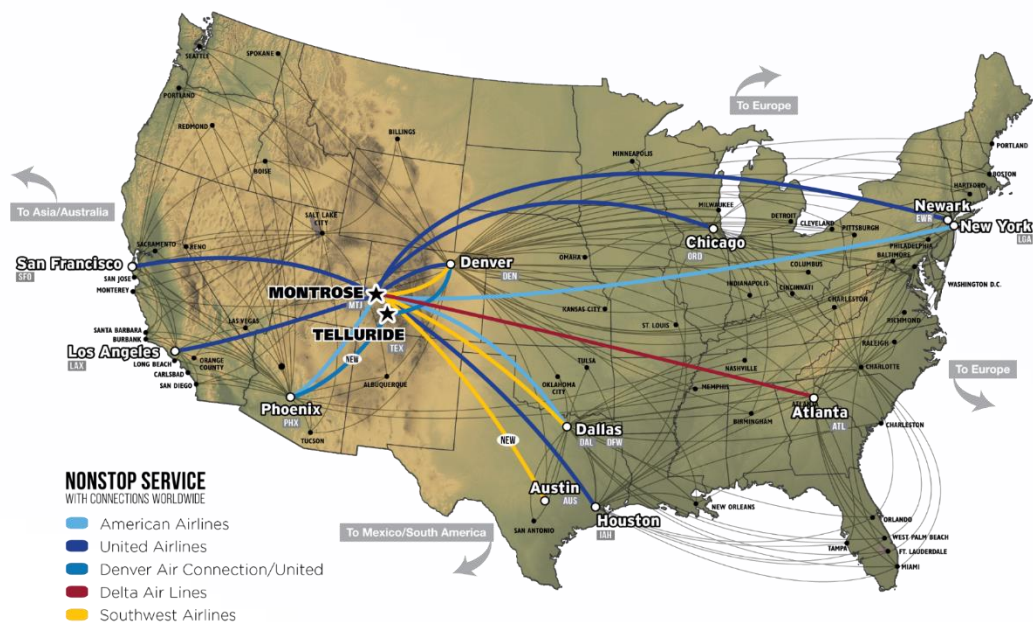 SEATTLE
SPOKANE
PORTLAND
REDMOND
BOISE
BILLINGS
MINNEAPOLIS
To Europe
PORTLAND
BOSTON
HARTFORD
To Asia/Australia
SALT LAKE
CITY
MILWAUKEE
DETROIT
CLEVELAND
Newark
EWR
New York
LGA
PITTSBURGH
PHILADELPHIA
BALTIMORE
WASHINGTON D.C.
SACRAMENTO
RENO
San Francisco
SFO
SAN JOSE
MONTEREY
Denver
DEN
OMAHA
Chicago
ORD
COLUMBUS
INDIANAPOLIS
CINCINNATI
CHARLESTON
RICHMOND
MONTROSE
MTJ
TELLURIDE
TEX
KANSAS CITY
ST. LOUIS
RALEIGH
LAS VEGAS
SANTA BARBARA
BURBANK
Los Angeles
LAX
LONG BEACH
ORANGE
COUNTY
CARLSBAD
SAN DIEGO
NEW
ALBUQUERQUE
TULSA
OKLAHOMA
CITY
NASHVILLE
MEMPHIS
CHARLOTTE
To Europe
Phoenix
PHX
TUCSON
Dallas
DAL
DFW
BIRMINGHAM
ATLANTA
Atlanta
ATL
CHARLESTON
NEW
Austin
AUS
SAN ANTONIO
Houston
IAH
NEW ORLEANS
ORLANDO
TAMPA
WEST PALM BEACH
FT. LAUDERDALE
MIAMI
To Mexico/South America
NONSTOP SERVICE
WITH CONNECTIONS WORLDWIDE
American Airlines
United Airlines
Denver Air Connection/United
Delta Air Lines
Southwest Airlines